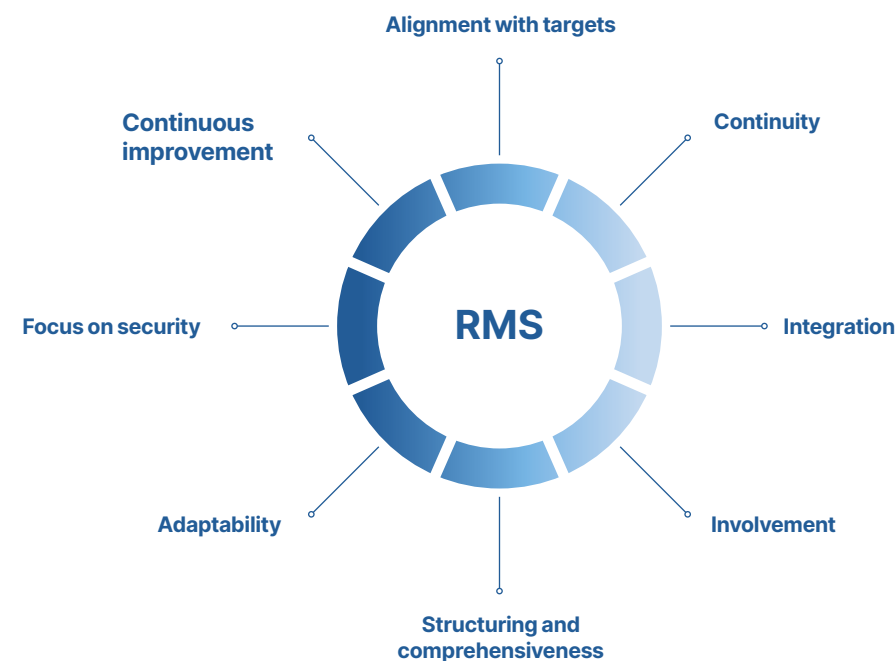 Alignment with targets
Continuous
improvement
Continuity
Focus on security
RMS
Integration
Adaptability
Involvement
Structuring and
comprehensiveness